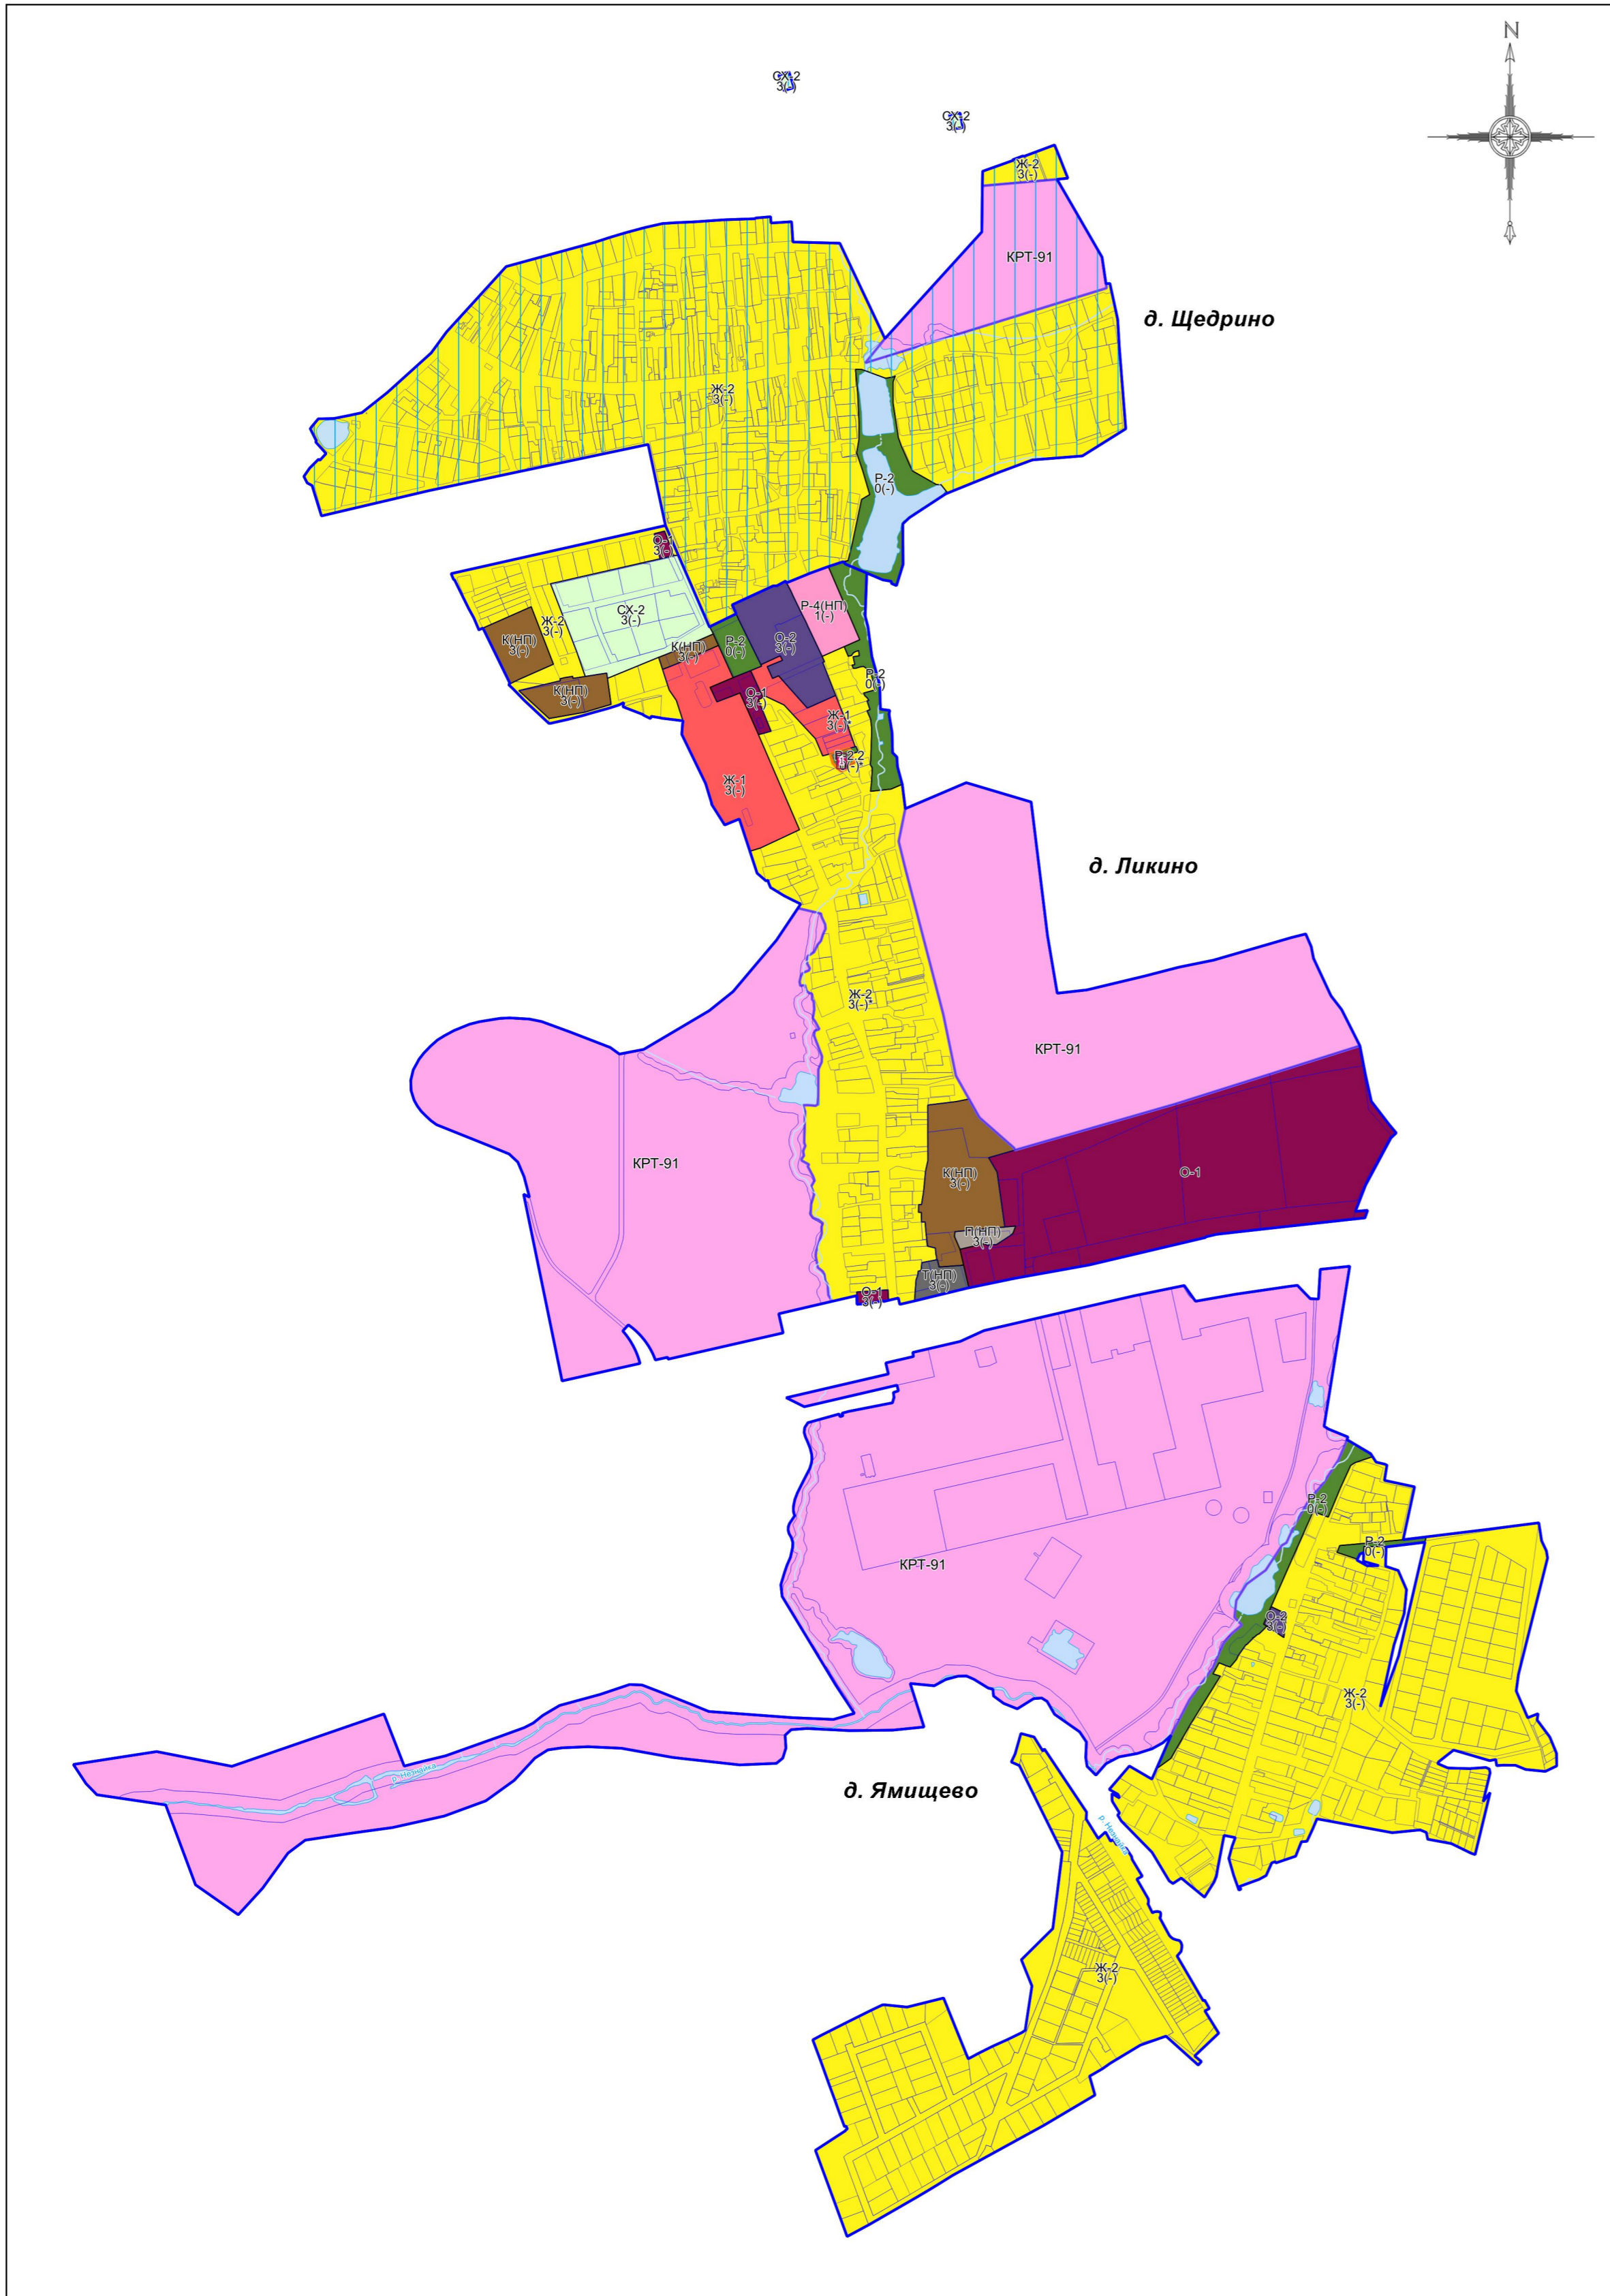 N
СХ-2
3(-)
СХ-2
3(-)
Ж-2
3(-)
КРТ-91
д. Щедрино
Ж-2
3(-)
Р-2
0(-)
О-1
3(-)
Р-4(НП)
1(-)
СХ-2
3(-)
Ж-2
3(-)
К(НП)
3(-)
О-2
3(-)
Р-2
0(-)
К(НП)
3(-)
Р-2
0(-)
К(НП)
3(-)
О-1
3(-)
Ж-1
3(-)*
Ж-1
3(-)
д. Ликино
Ж-2
3(-)*
КРТ-91
КРТ-91
К(НП)
3(-)
О-1
П(НП)
3(-)
Т(НП)
3(-)
О-1
3(-)
Р-2
0(-)
Р-2
0(-)
КРТ-91
О-2
3(-)
Ж-2
3(-)
р. Незнайка
д. Ямищево
р. Незнайка
Ж-2
3(-)